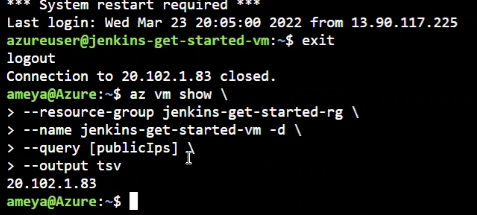 *** System restart required ***
Last login: Wed Mar 23 20:05:00 2022 from 13.90.117.225
azureuser@jenkins-get-started-vm:~$ exit
logout
Connection to 20.102.1.83 closed.
ameya@Azure:~$ az vm show \
> --resource-group jenkins-get-started-rg \
> --name jenkins-get-started-vm -d \
> --query [publicIps] \
> --output tsv
20.102.1.83
ameya@Azure:~$